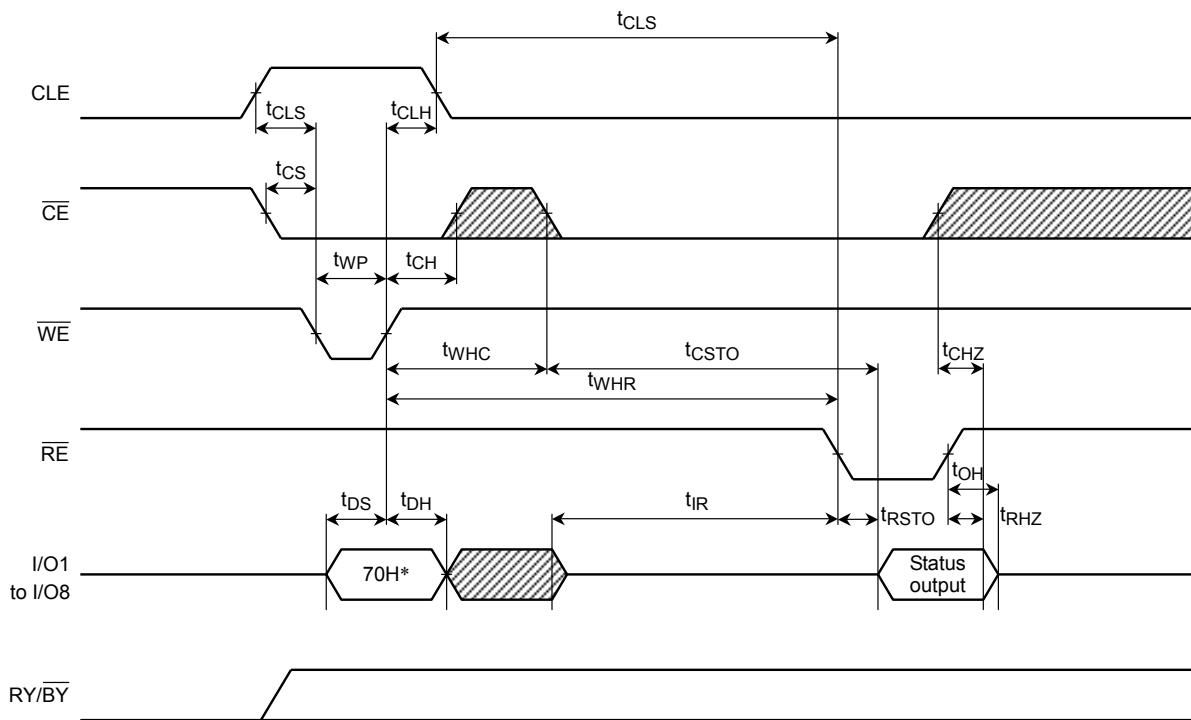 tCLS
CLE
tCLS
tCLH
tCS
CE
tWP
tCH
WE
tWHC
tCSTO
tCHZ
tWHR
RE
tOH
tDS
tDH
tIR
tRSTO
tRHZ
I/O1
to I/O8
70H*
Status
output
RY/BY